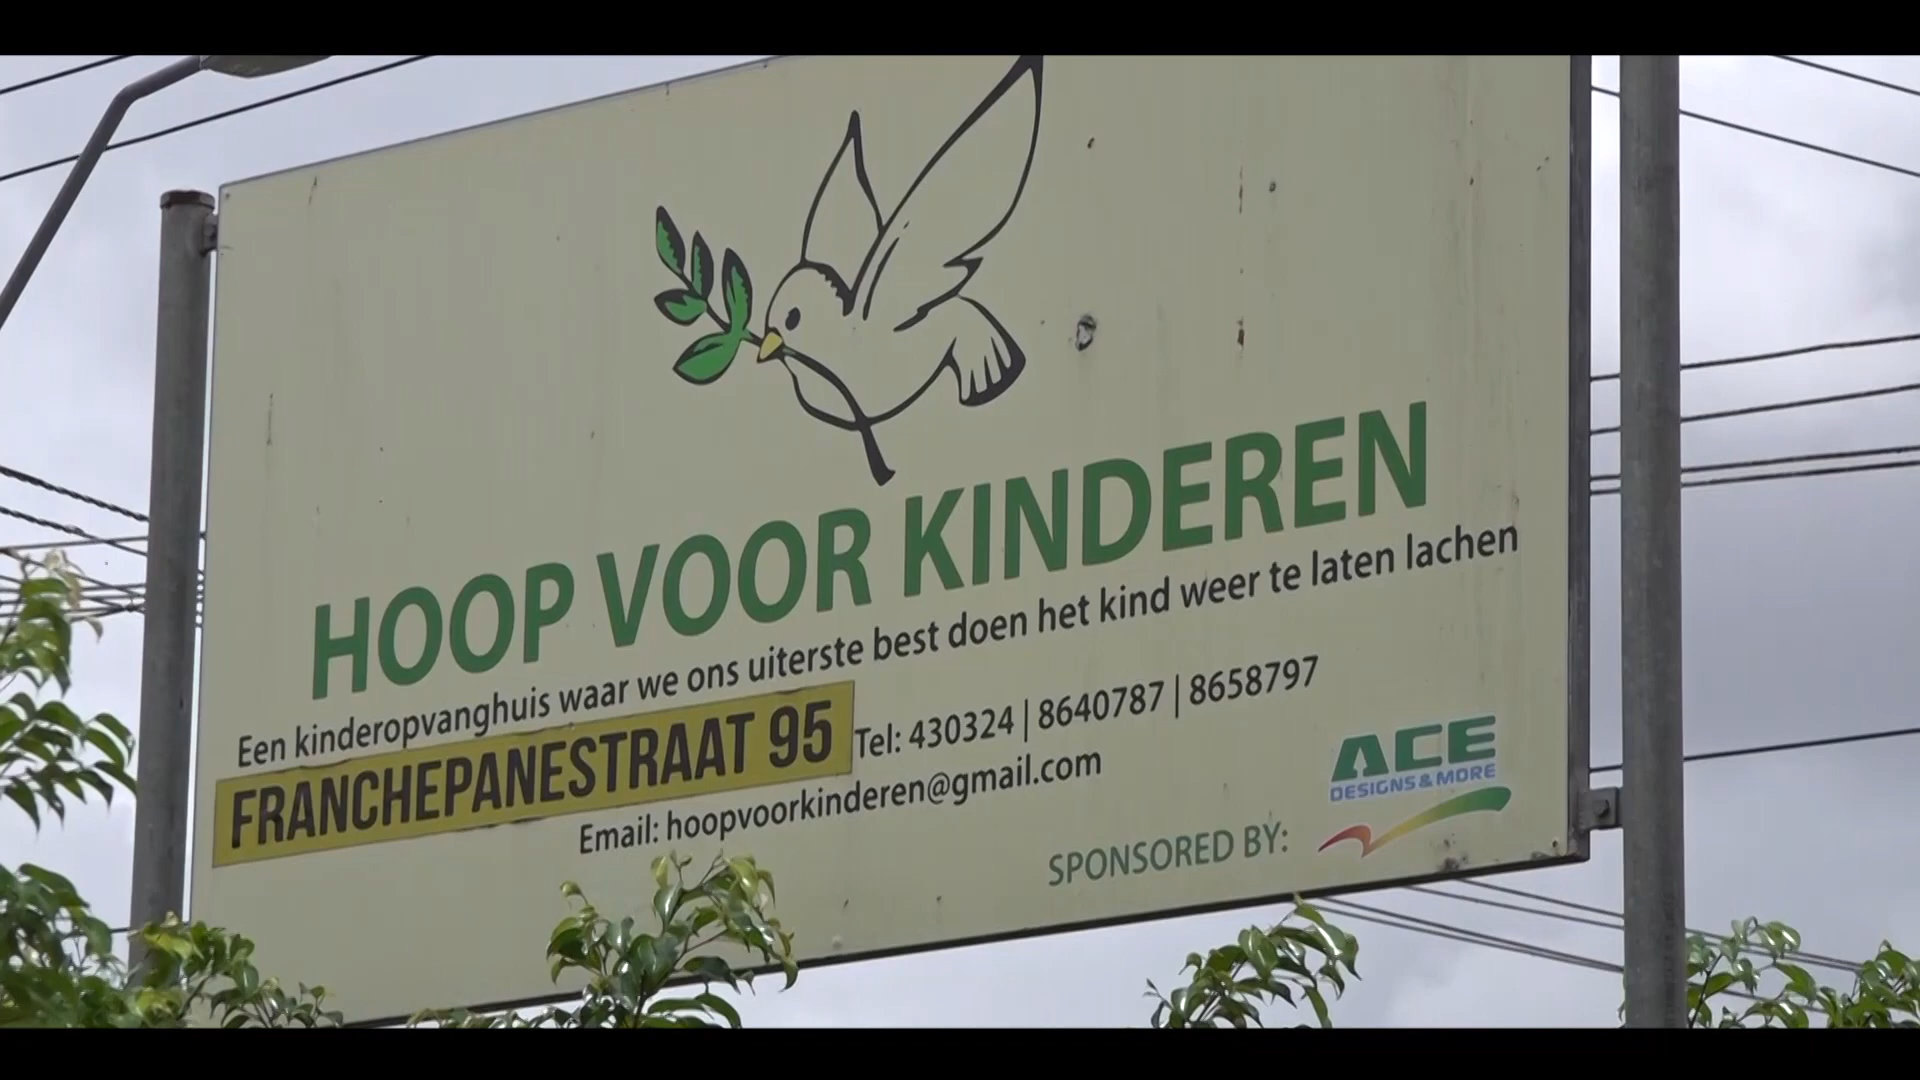 HOOP VOOR KINDEREN
Een kinderopvanghuis waar we ons uiterste best doen het kind weer te laten lachen
FRANCHEPANESTRAAT 95 Tel: 430324 | 8640787 | 8658797
Email: hoopvoorkinderen@gmail.com
SPONSORED BY: ACE
DESIGNS & MORE